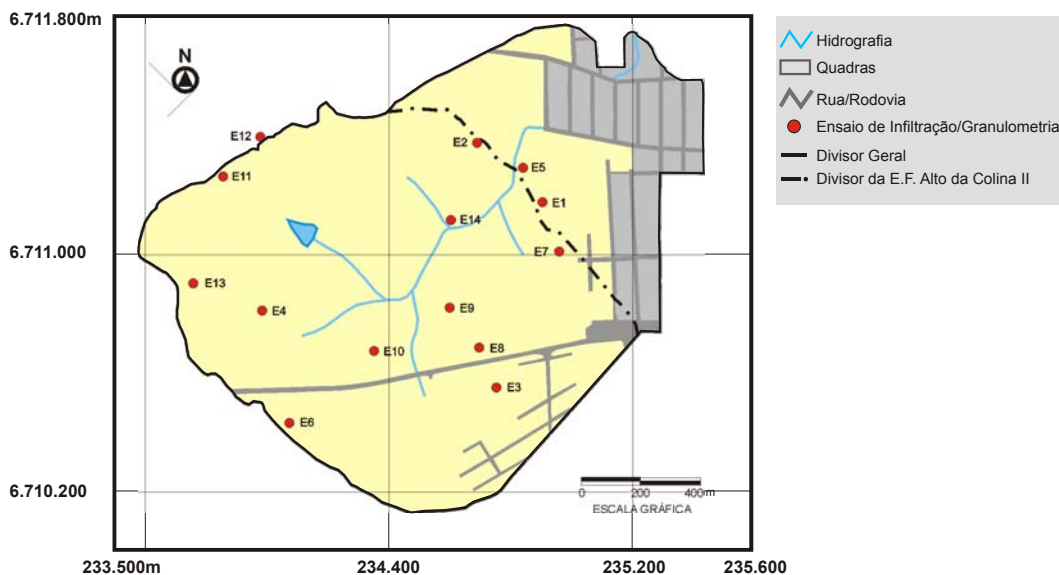 6.711.800m
N
E12
E2
E11
E5
E1
E14
E7
6.711.000
E13
E4
E9
E10
E8
E3
E6
6.710.200
0 200 400m
ESCALA GRÁFICA
233.500m 234.400 235.200 235.600
Hidrografia
Quadras
Rua/Rodovia
Ensaio de Infiltração/Granulometria
Divisor Geral
Divisor da E.F. Alto da Colina II